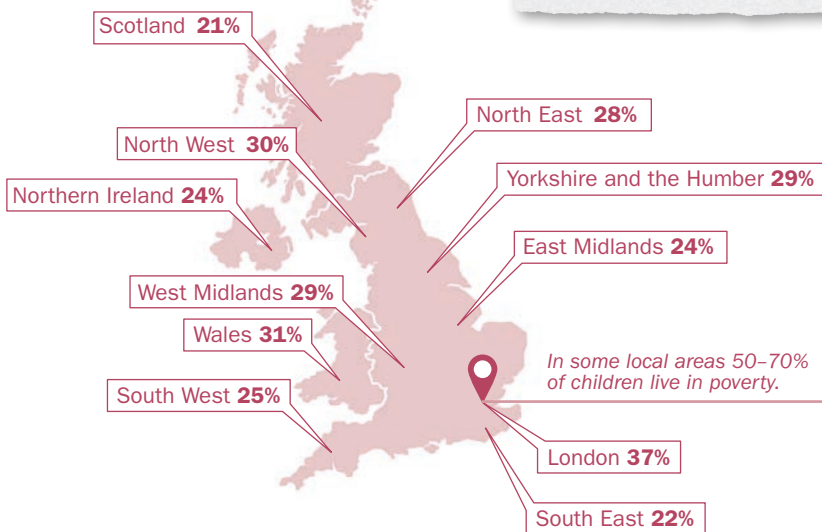 Scotland 21%
North East 28%
North West 30%
Yorkshire and the Humber 29%
Northern Ireland 24%
East Midlands 24%
West Midlands 29%
Wales 31%
In some local areas 50–70%
of children live in poverty.
South West 25%
London 37%
South East 22%